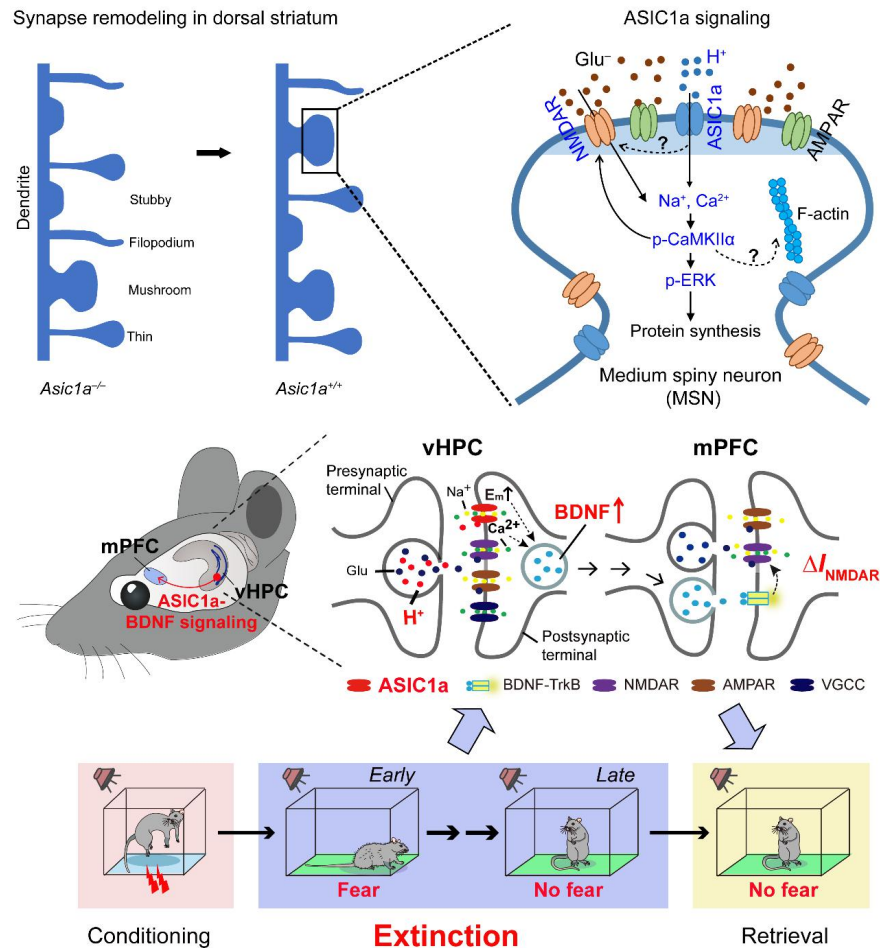 Synapse remodeling in dorsal striatum
ASIC1a signaling
Dendrite
Stubby
Filopodium
Mushroom
Thin
Asic1a–/–
Asic1a+/+
Glu–
H+
NMDAR
ASIC1a
AMPAR
?
Na+, Ca2+
F-actin
p-CaMKIIα
?
p-ERK
Protein synthesis
Medium spiny neuron
(MSN)
vHPC
mPFC
Presynaptic
terminal
Na+
Em↑
Ca2+
BDNF↑
mPFC
vHPC
ASIC1a-
BDNF signaling
Glu
H+
ΔINMDAR
Postsynaptic
terminal
ASIC1a
BDNF-TrkB
NMDAR
AMPAR
VGCC
Early
Late
Fear
No fear
No fear
Conditioning
Extinction
Retrieval